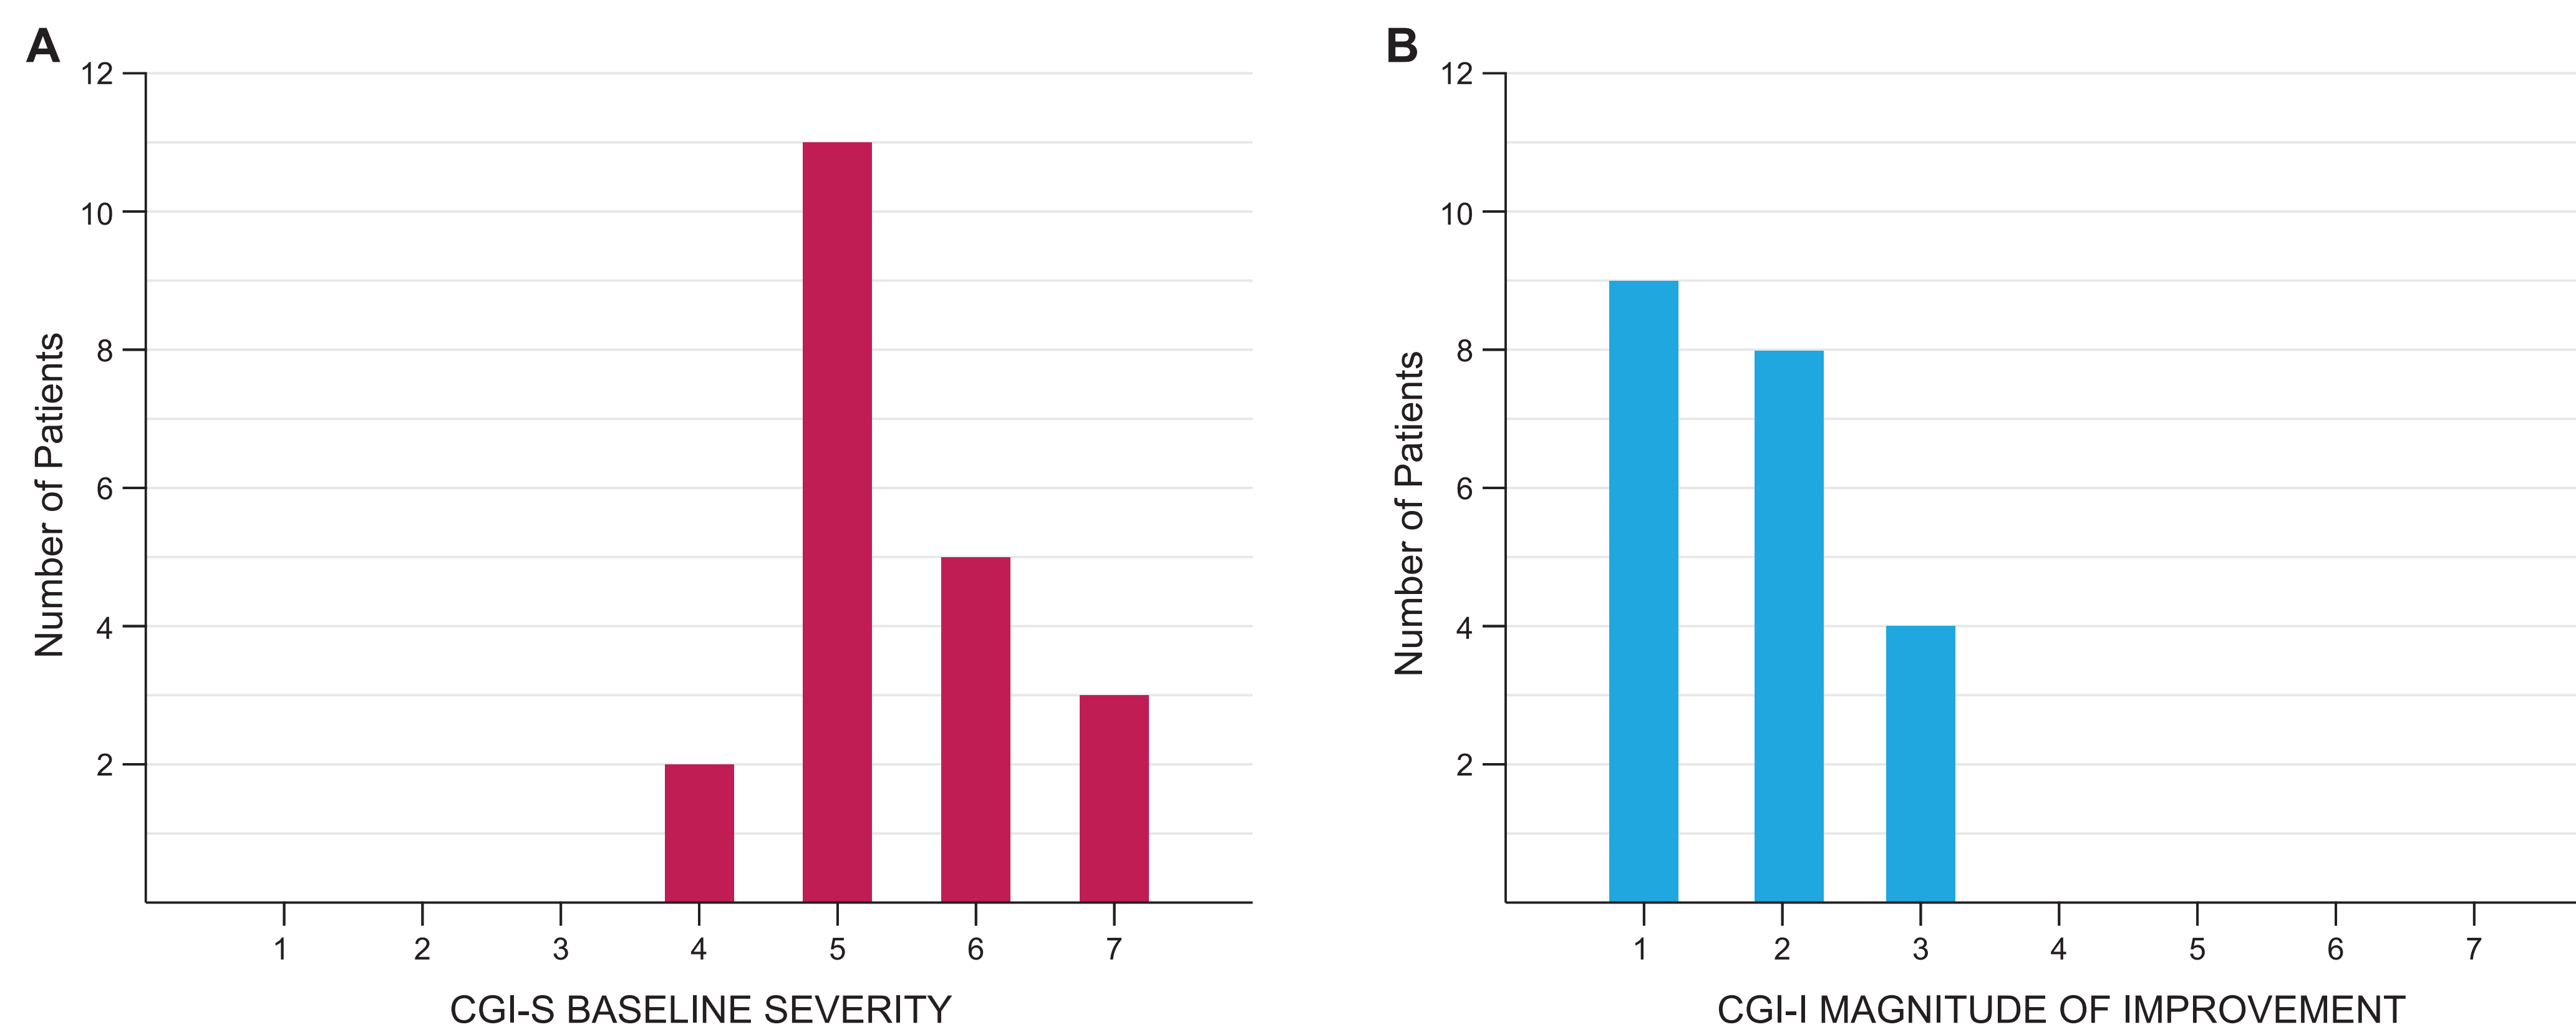 A
12
10
8
6
4
2
Number of Patients
1 2 3 4 5 6 7
CGI-S BASELINE SEVERITY
B
12
10
8
6
4
2
Number of Patients
1 2 3 4 5 6 7
CGI-I MAGNITUDE OF IMPROVEMENT